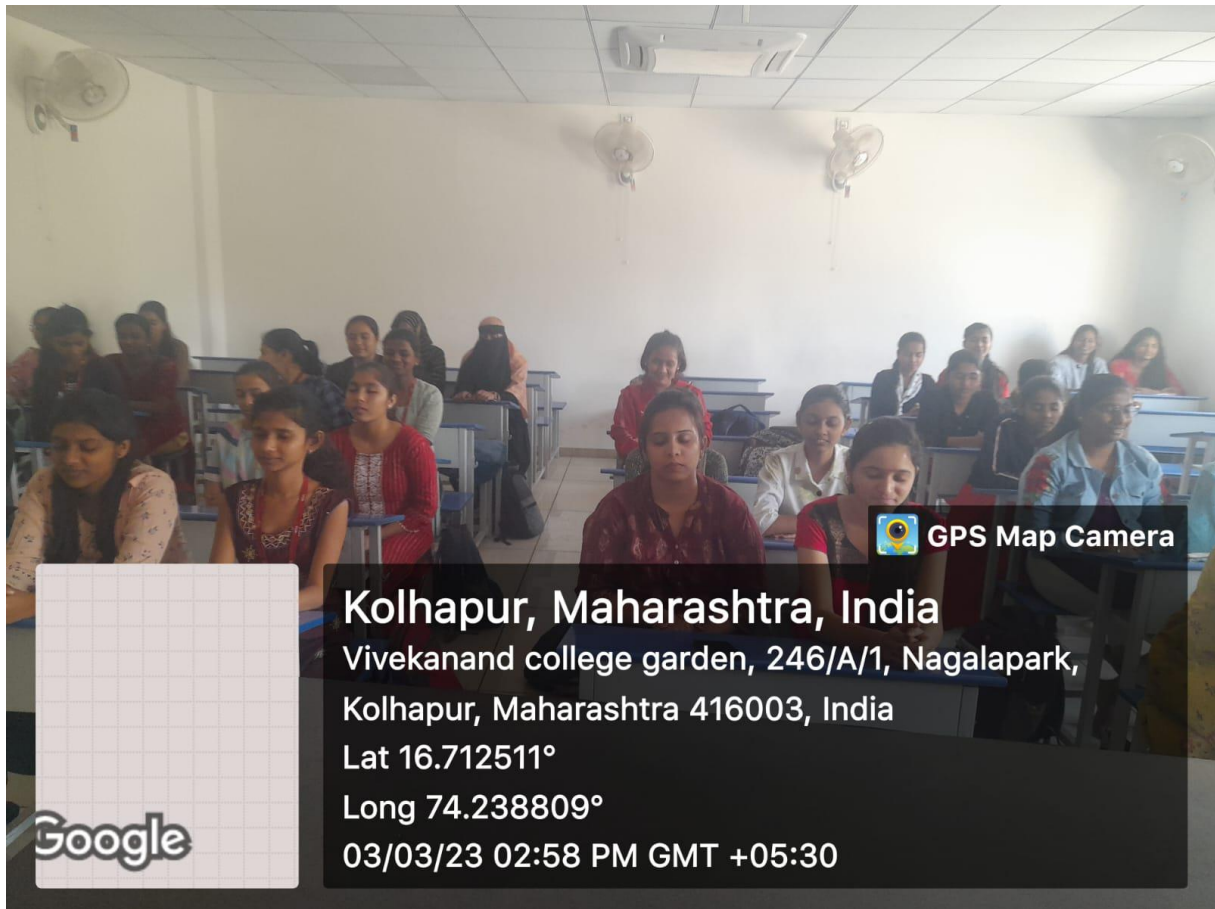 GPS Map Camera
Kolhapur, Maharashtra, India
Vivekanand college garden, 246/A/1, Nagalapark,
Kolhapur, Maharashtra 416003, India
Lat 16.712511°
Long 74.238809°
03/03/23 02:58 PM GMT +05:30
Google